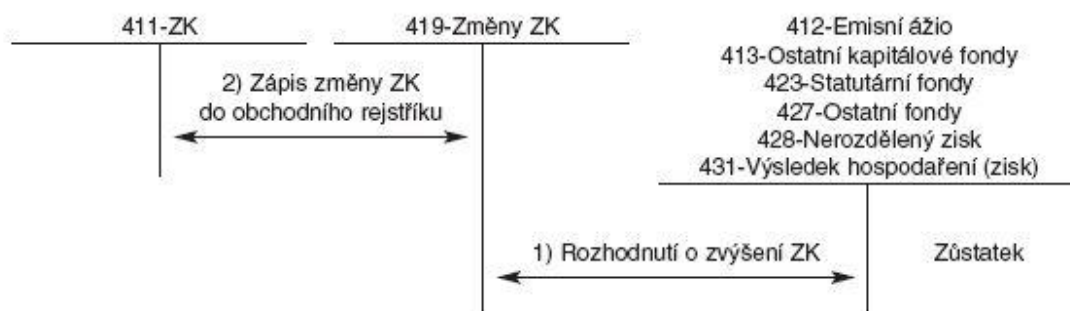 411-ZK
419-Změny ZK
412-Emisní ážio
413-Ostatní kapitálové fondy
423-Statutární fondy
427-Ostatní fondy
428-Nerozdělený zisk
431-Výsledek hospodaření (zisk)
2) Zápis změny ZK
do obchodního rejstříku
1) Rozhodnutí o zvýšení ZK
Zůstatek